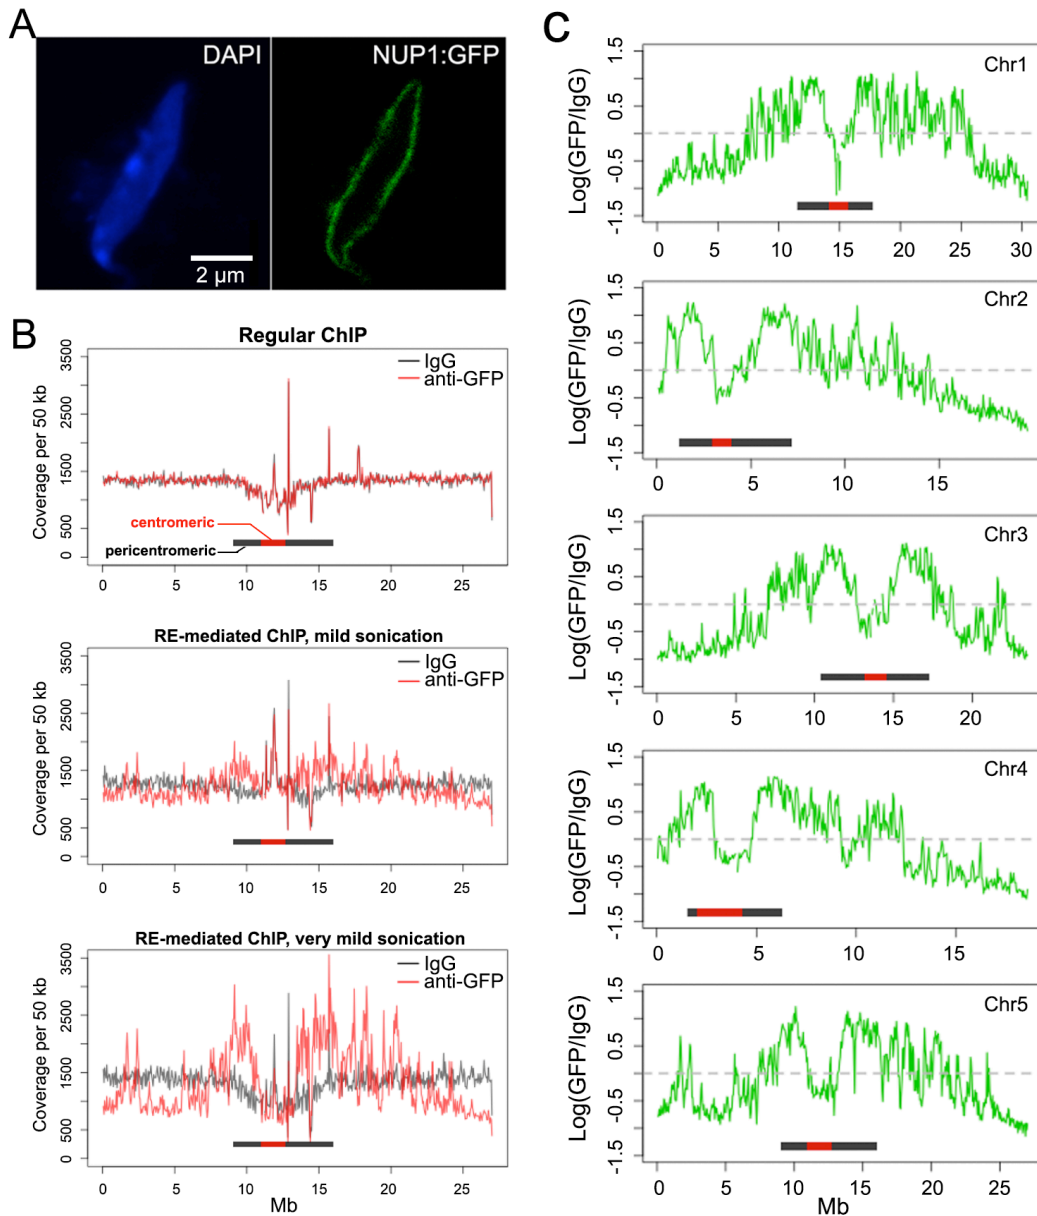 A
DAPI
NUP1:GFP
2 µm
B
Regular ChIP
IgG
anti-GFP
Coverage per 50 kb
0 500 1500 2500 3500
centromeric
pericentromeric
0 5 10 15 20 25
RE-mediated ChIP, mild sonication
IgG
anti-GFP
Coverage per 50 kb
0 500 1500 2500 3500
0 5 10 15 20 25
RE-mediated ChIP, very mild sonication
IgG
anti-GFP
Coverage per 50 kb
0 500 1500 2500 3500
0 5 10 15 20 25
Mb
C
Chr1
Log(GFP/IgG)
-1.5 -0.5 0.5 1.5
0 5 10 15 20 25 30
Chr2
Log(GFP/IgG)
-1.5 -0.5 0.5 1.5
0 5 10 15
Chr3
Log(GFP/IgG)
-1.5 -0.5 0.5 1.5
0 5 10 15 20
Chr4
Log(GFP/IgG)
-1.5 -0.5 0.5 1.5
0 5 10 15
Chr5
Log(GFP/IgG)
-1.5 -0.5 0.5 1.5
0 5 10 15 20 25
Mb